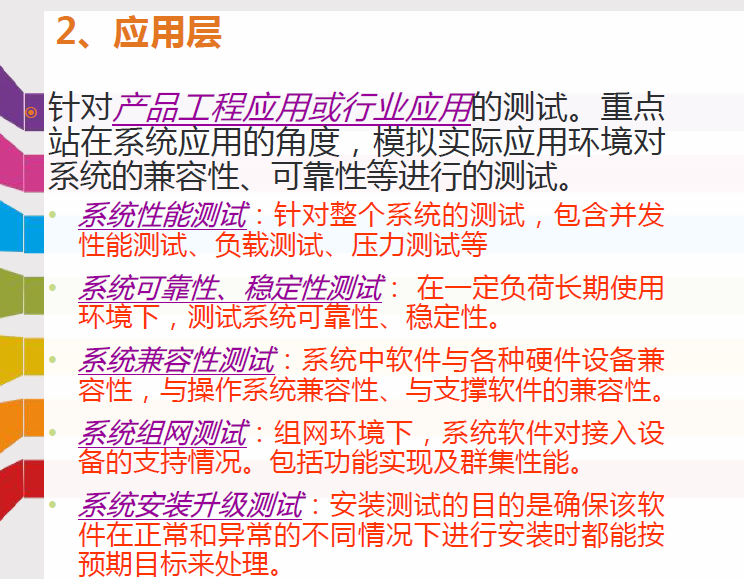 2、应用层
针对产品工程应用或行业应用的测试。重点
站在系统应用的角度，模拟实际应用环境对
系统的兼容性、可靠性等进行的测试。
系统性能测试：针对整个系统的测试，包含并发
性能测试、负载测试、压力测试等
系统可靠性、稳定性测试： 在一定负荷长期使用
环境下，测试系统可靠性、稳定性。
系统兼容性测试：系统中软件与各种硬件设备兼
容性，与操作系统兼容性、与支撑软件的兼容性。
系统组网测试：组网环境下，系统软件对接入设
备的支持情况。包括功能实现及群集性能。
系统安装升级测试：安装测试的目的是确保该软
件在正常和异常的不同情况下进行安装时都能按
预期目标来处理。